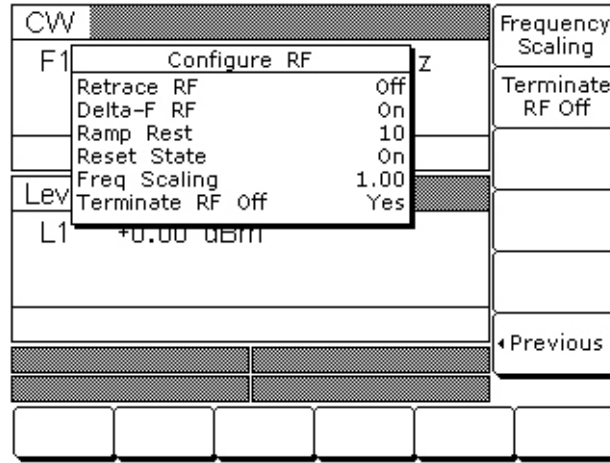 CW
F1 z
Configure RF
Retrace RF Off
Delta-F RF On
Ramp Rest 10
Reset State On
Freq Scaling 1.00
Terminate RF Off Yes
Lev
L1 +0.00 dBm
Frequency
Scaling
Terminate
RF Off
Previous